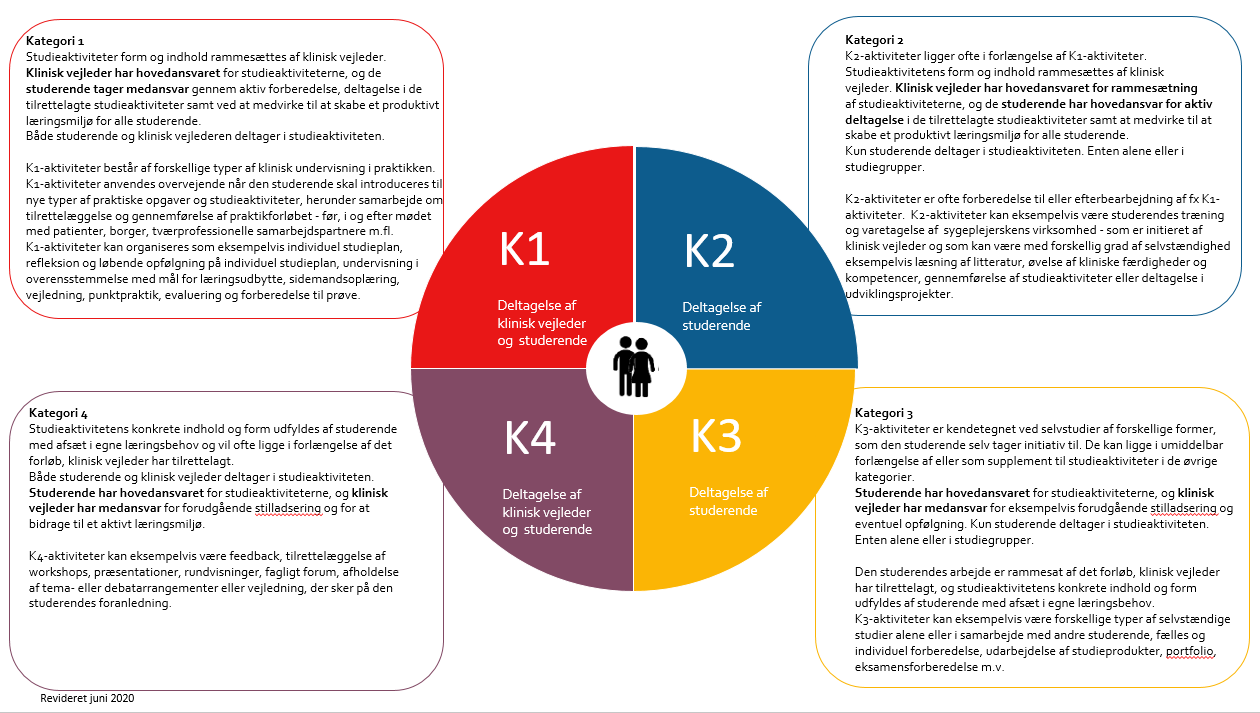 Kategori 1
Studieaktiviteter form og indhold rammesættes af klinisk vejleder.
Klinisk vejleder har hovedansvaret for studieaktiviteterne, og de
studerende tager medansvar gennem aktiv forberedelse, deltagelse i de
tilrettelagte studieaktiviteter samt ved at medvirke til at skabe et produktivt
læringsmiljø for alle studerende.
Både studerende og klinisk vejlederen deltager i studieaktiviteten.
K1-aktiviteter består af forskellige typer af klinisk undervisning i praktikken.
K1-aktiviteter anvendes overvejende når den studerende skal introduceres til
nye typer af praktiske opgaver og studieaktiviteter, herunder samarbejde om
tilrettelæggelse og gennemførelse af praktikforløbet - før, i og efter mødet
med patienter, borger, tværprofessionelle samarbejdspartnere m.fl.
K1-aktiviteter kan organiseres som eksempelvis individuel studieplan,
refleksion og løbende opfølgning på individuel studieplan, undervisning i
overensstemmelse med mål for læringsudbytte, sidemandsoplæring,
vejledning, punktpraktik, evaluering og forberedelse til prøve.
Kategori 2
K2-aktiviteter ligger ofte i forlængelse af K1-aktiviteter.
Studieaktivitetens form og indhold rammesættes af klinisk
vejleder. Klinisk vejleder har hovedansvaret for rammesætning
af studieaktiviteterne, og de studerende har hovedansvar for aktiv
deltagelse i de tilrettelagte studieaktiviteter samt at medvirke til at
skabe et produktivt læringsmiljø for alle studerende.
Kun studerende deltager i studieaktiviteten. Enten alene eller i
studiegrupper.
K2-aktiviteter er ofte forberedelse til eller efterbearbejdning af fx K1-
aktiviteter. K2-aktiviteter kan eksempelvis være studerendes træning
og varetagelse af sygeplejerskens virksomhed - som er initieret af
klinisk vejleder og som kan være med forskellig grad af selvstændighed
eksempelvis læsning af litteratur, øvelse af kliniske færdigheder og
kompetencer, gennemførelse af studieaktiviteter eller deltagelse i
udviklingsprojekter.
K1
Deltagelse af
klinisk vejleder
og studerende
K2
Deltagelse af
studerende
K4
Deltagelse af
klinisk vejleder
og studerende
K3
Deltagelse af
studerende
Kategori 4
Studieaktivitetens konkrete indhold og form udfyldes af studerende
med afsæt i egne læringsbehov og vil ofte ligge i forlængelse af det
forløb, klinisk vejleder har tilrettelagt.
Både studerende og klinisk vejleder deltager i studieaktiviteten.
Studerende har hovedansvaret for studieaktiviteterne, og klinisk
vejleder har medansvar for forudgående stilladsering og for at
bidrage til et aktivt læringsmiljø.
K4-aktiviteter kan eksempelvis være feedback, tilrettelæggelse af
workshops, præsentationer, rundvisninger, fagligt forum, afholdelse
af tema- eller debatarrangementer eller vejledning, der sker på den
studerendes foranledning.
Kategori 3
K3-aktiviteter er kendetegnet ved selvstudier af forskellige former,
som den studerende selv tager initiativ til. De kan ligge i umiddelbar
forlængelse af eller som supplement til studieaktiviteter i de øvrige
kategorier.
Studerende har hovedansvaret for studieaktiviteterne, og klinisk
vejleder har medansvar for eksempelvis forudgående stilladsering og
eventuel opfølgning. Kun studerende deltager i studieaktiviteten.
Enten alene eller i studiegrupper.
Den studerendes arbejde er rammesat af det forløb, klinisk vejleder
har tilrettelagt, og studieaktivitetens konkrete indhold og form
udfyldes af studerende med afsæt i egne læringsbehov.
K3-aktiviteter kan eksempelvis være forskellige typer af selvstændige
studier alene eller i samarbejde med andre studerende, fælles og
individuel forberedelse, udarbejdelse af studieprodukter, portfolio,
eksamensforberedelse m.v.
Revideret juni 2020